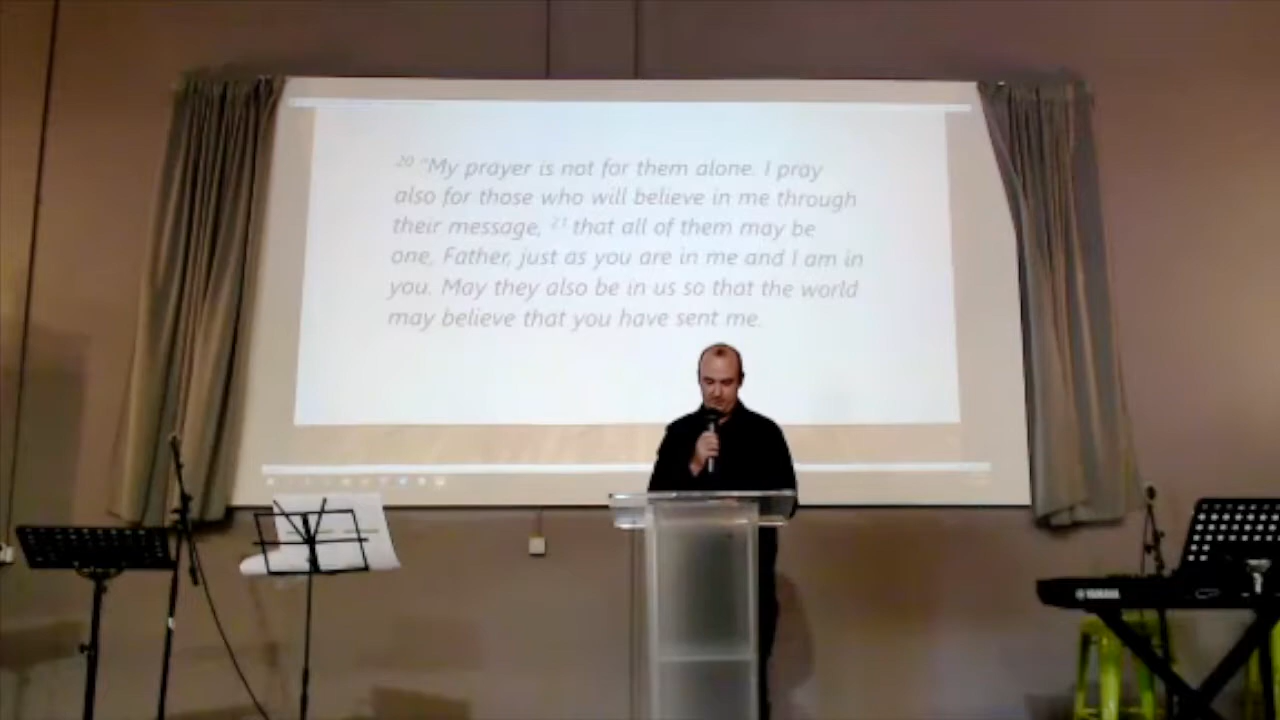 20 "My prayer is not for them alone. I pray
also for those who will believe in me through
their message, 21 that all of them may be
one, Father, just as you are in me and I am in
you. May they also be in us so that the world
may believe that you have sent me.
YAMAHA